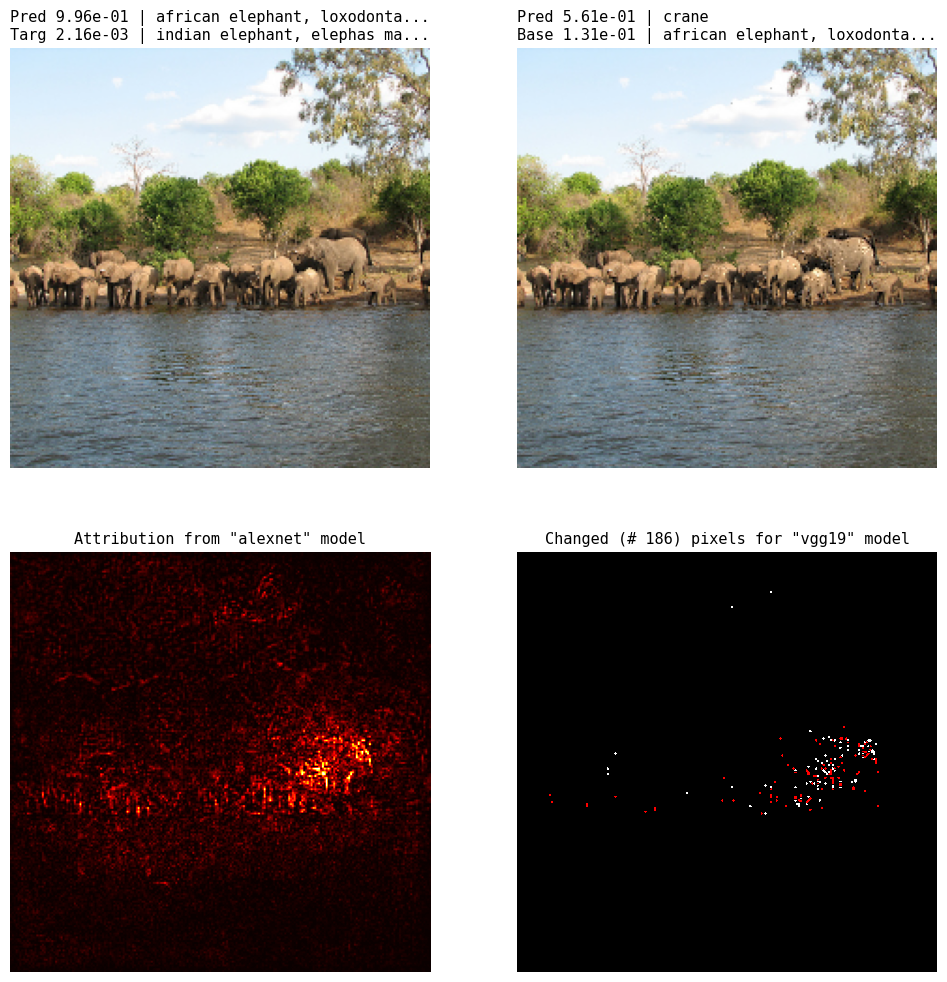 Pred 9.96e-01 | african elephant, loxodonta...
Targ 2.16e-03 | indian elephant, elephas ma...
Pred 5.61e-01 | crane
Base 1.31e-01 | african elephant, loxodonta...
Attribution from "alexnet" model
Changed (# 186) pixels for "vgg19" model